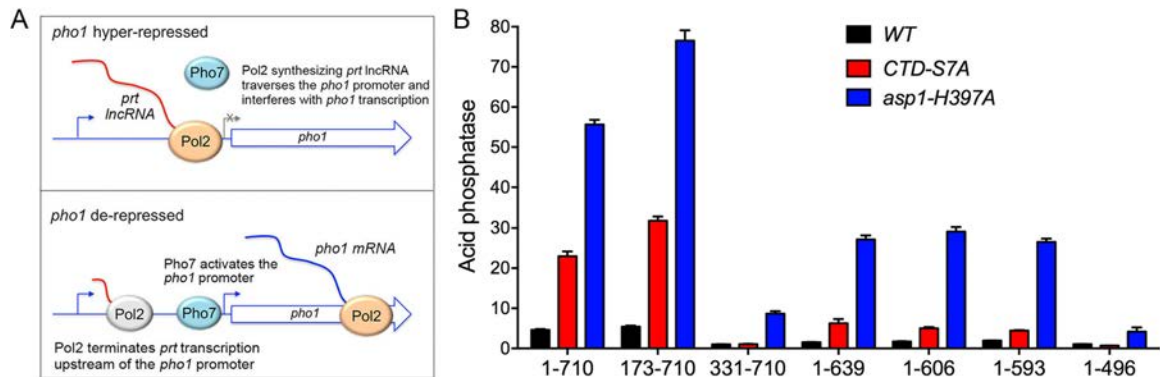 A
pho1 hyper-repressed
prt
lncRNA
Pol2
Pho7
Pol2 synthesizing prt lncRNA
traverses the pho1 promoter and
interferes with pho1 transcription
pho1
pho1 de-repressed
Pol2
Pho7 activates the
pho1 promoter
Pho7
pho1 mRNA
pho1
Pol2
Pol2 terminates prt transcription
upstream of the pho1 promoter
B
Acid phosphatase
80
70
60
50
40
30
20
10
0
WT
CTD-S7A
asp1-H397A
1-710 173-710 331-710 1-639 1-606 1-593 1-496